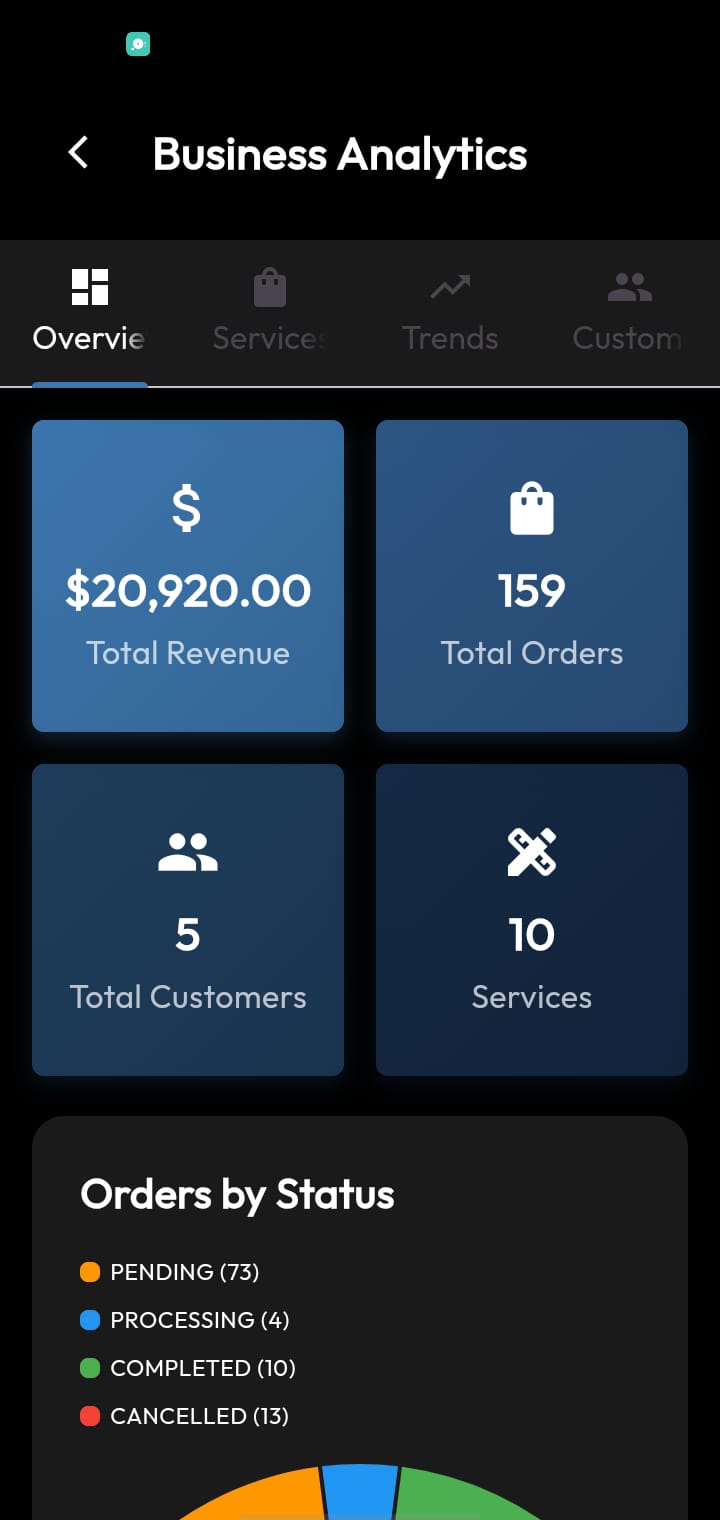 Business Analytics
Overvie
Services
Trends
Custom
$
$20,920.00
Total Revenue
159
Total Orders
5
Total Customers
10
Services
Orders by Status
PENDING (73)
PROCESSING (4)
COMPLETED (10)
CANCELLED (13)